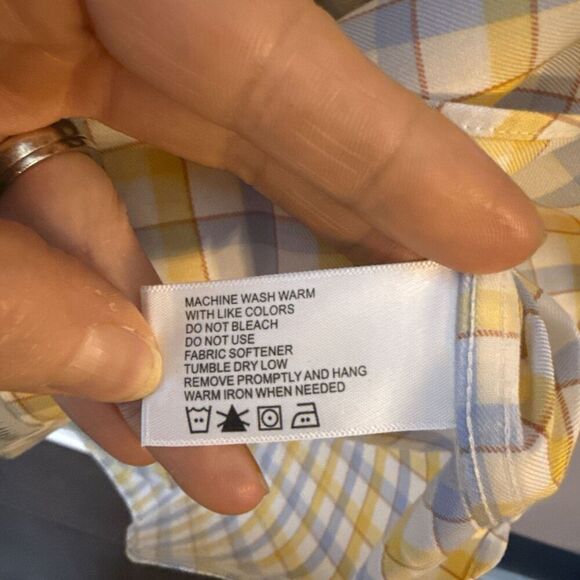 MACHINE WASH WARM
WITH LIKE COLORS
DO NOT BLEACH
DO NOT USE
FABRIC SOFTENER
TUMBLE DRY LOW
REMOVE PROMPTLY AND HANG
WARM IRON WHEN NEEDED